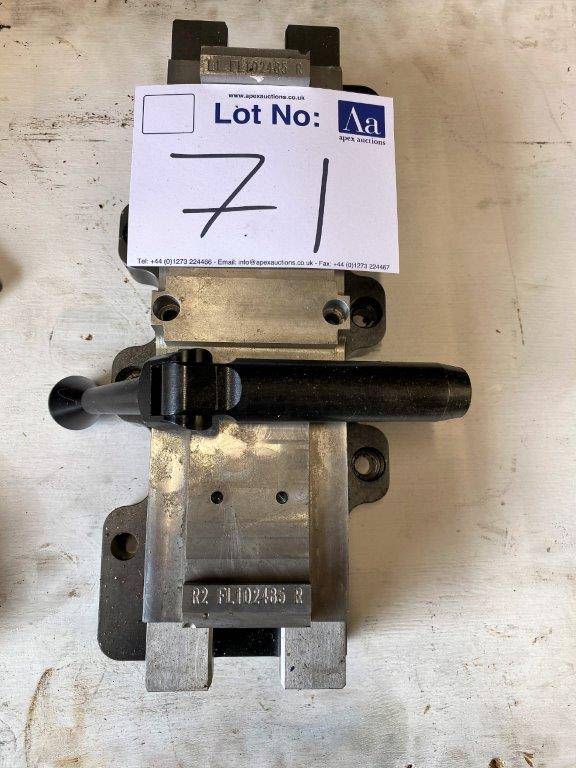 L1 FL102485 R
www.apexauctions.co.uk
Lot No:
Aa
apex auctions
71
Tel: +44 (0)1273 224466 - Email: info@apexauctions.co.uk - Fax: +44 (0)1273 224467
R2 FL102485 R